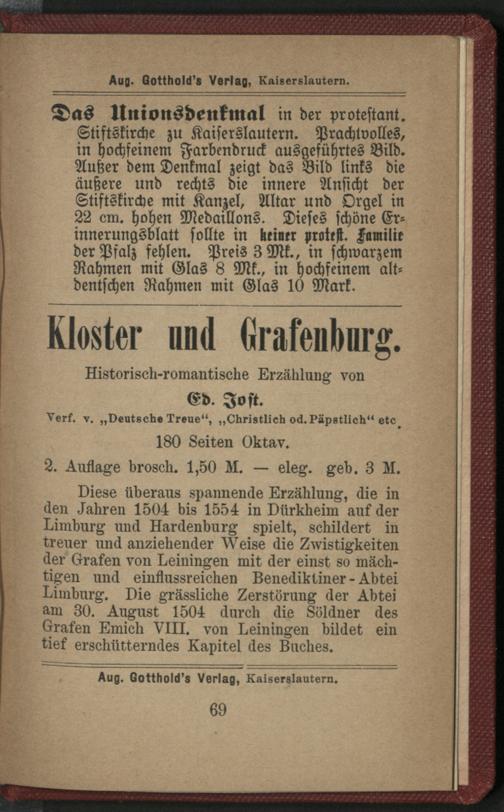 Aug. Gotthold's Verlag, Kaiserslautern.
Das Unionsdenkmal in der protestant.
Stiftskirche zu Kaiserslautern. Prachtvolles,
in hochfeinem Farbendruck ausgeführtes Bild.
Außer dem Denkmal zeigt das Bild links die
äußere und rechts die innere Ansicht der
Stiftskirche mit Kanzel, Altar und Orgel in
22 cm. hohen Medaillons. Dieses schöne Er-
innerungsblatt sollte in keiner protest. Familie
der Pfalz fehlen. Preis 3 Mk., in schwarzem
Rahmen mit Glas 8 Mk., in hochfeinem alt-
deutschen Rahmen mit Glas 10 Mark.
Kloster und Grafenburg.
Historisch-romantische Erzählung von
Ed. Jost.
Verf. v. „Deutsche Treue“, „Christlich od. Päpstlich“ etc.
180 Seiten Oktav.
2. Auflage brosch. 1,50 M. — eleg. geb. 3 M.
Diese überaus spannende Erzählung, die in
den Jahren 1504 bis 1554 in Dürkheim auf der
Limburg und Hardenburg spielt, schildert in
treuer und anziehender Weise die Zwistigkeiten
der Grafen von Leiningen mit der einst so mäch-
tigen und einflussreichen Benediktiner-Abtei
Limburg. Die grässliche Zerstörung der Abtei
am 30. August 1504 durch die Söldner des
Grafen Emich VIII. von Leiningen bildet ein
tief erschütterndes Kapitel des Buches.
Aug. Gotthold's Verlag, Kaiserslautern.
69